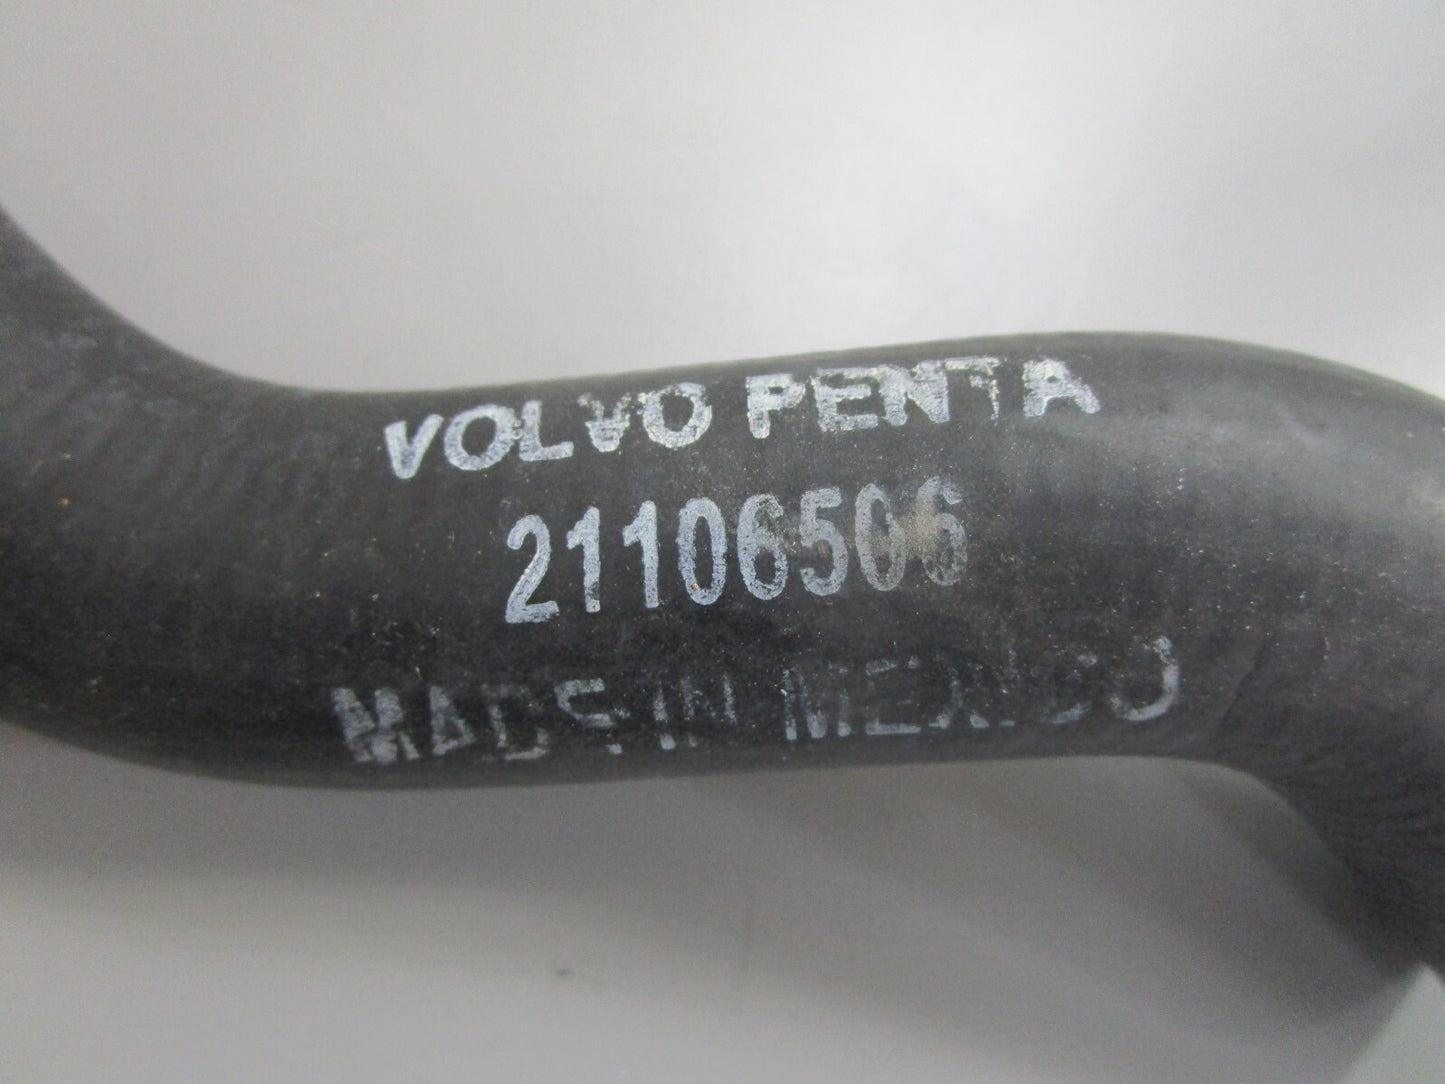 VOLVO PENTA
21106506
MADE IN MEXICO